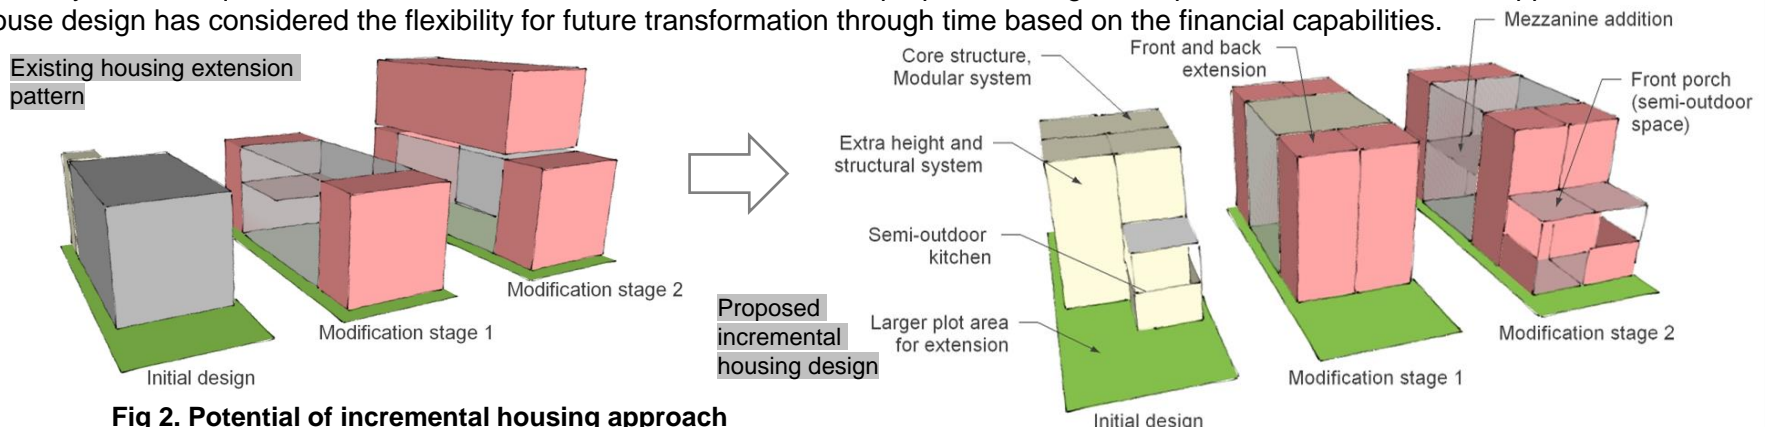 ouse design has considered the flexibility for future transformation through time based on the financial capabilities.
Existing housing extension
pattern
Initial design
Modification stage 1
Modification stage 2
Proposed
incremental
housing design
Core structure,
Modular system
Extra height and
structural system
Semi-outdoor
kitchen
Larger plot area
for extension
Initial design
Front and back
extension
Modification stage 1
Mezzanine addition
Front porch
(semi-outdoor
space)
Modification stage 2
Fig 2. Potential of incremental housing approach